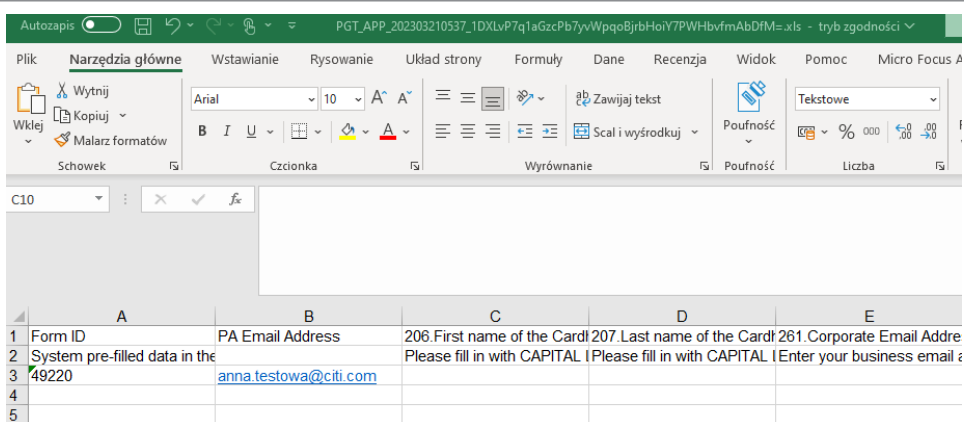 Autozapis PGT_APP_202303210537_1DXLvP7q1aGzcPb7yvWpqoBjrbHoiY7PWHbvfmAbDfM=.xls - tryb zgodności
Plik Narzędzia główne Wstawianie Rysowanie Układ strony Formuły Dane Recenzja Widok Pomoc Micro Focus A
Wklej
Wytnij
Kopiuj
Malarz formatów
Schowek
Arial 10
B I U
Czcionka
Zawijaj tekst
Scal i wyśrodkuj
Wyrównanie
Poufność
Poufność
Tekstowe
% 000
Liczba
C10 fx
A B C D E
1 Form ID PA Email Address 206.First name of the Cardh 207.Last name of the Cardh 261.Corporate Email Addre
2 System pre-filled data in the Please fill in with CAPITAL Please fill in with CAPITAL Enter your business email a
3 49220 anna.testowa@citi.com
4
5